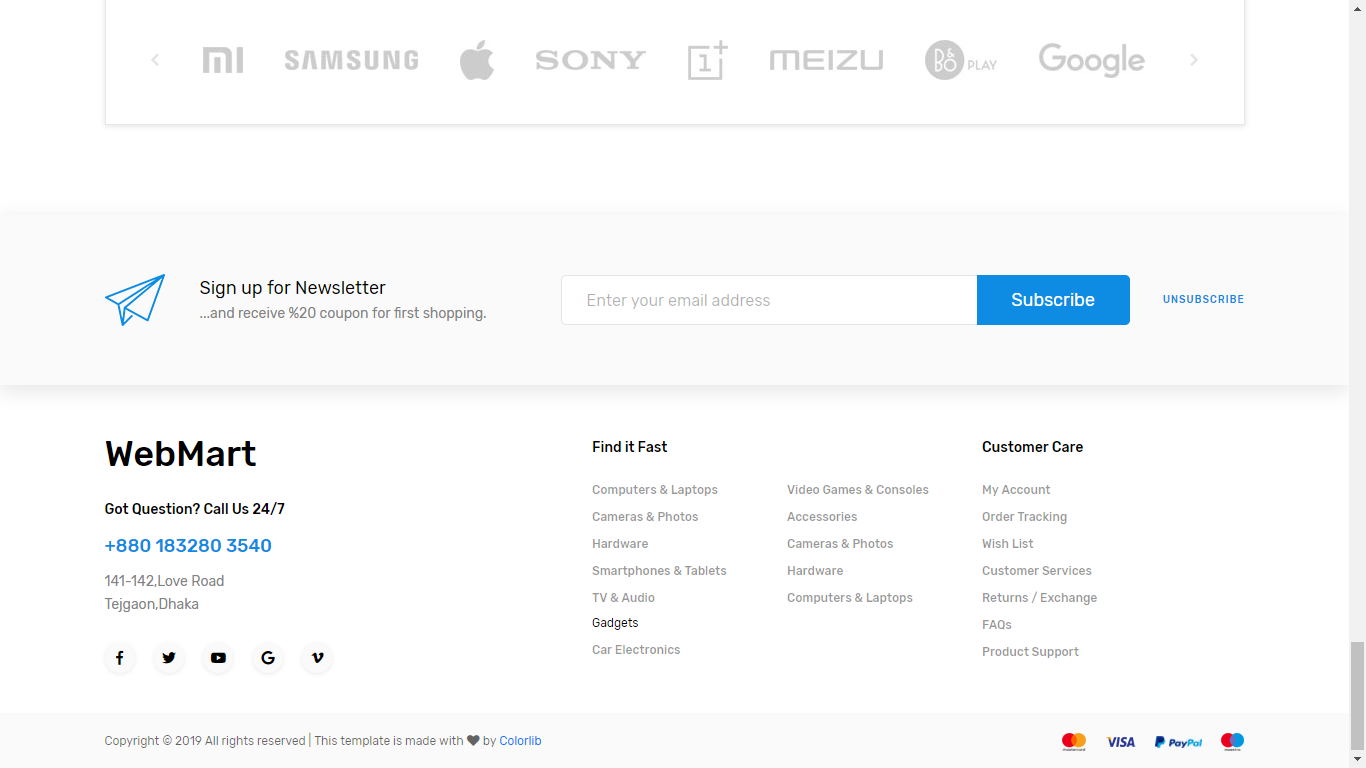 mi SAMSUNG SONY 1+ MEIZU B&O PLAY Google
Sign up for Newsletter
...and receive %20 coupon for first shopping.
Enter your email address
Subscribe
UNSUBSCRIBE
WebMart
Got Question? Call Us 24/7
+880 183280 3540
141-142,Love Road
Tejgaon,Dhaka
Find it Fast
Computers & Laptops
Cameras & Photos
Hardware
Smartphones & Tablets
TV & Audio
Gadgets
Car Electronics
Video Games & Consoles
Accessories
Cameras & Photos
Hardware
Computers & Laptops
Customer Care
My Account
Order Tracking
Wish List
Customer Services
Returns / Exchange
FAQs
Product Support
Copyright © 2019 All rights reserved | This template is made with ♥ by Colorlib
mastercard VISA PayPal maestro